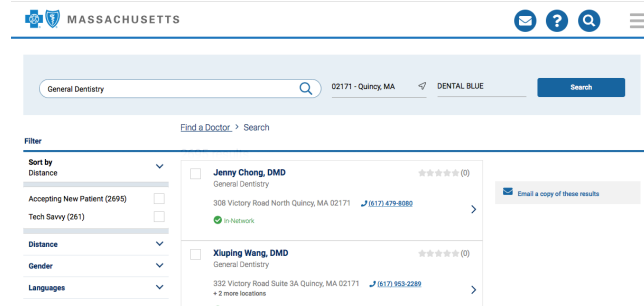 MASSACHUSETTS
?
General Dentistry
02171 - Quincy, MA
DENTAL BLUE
Search
Find a Doctor > Search
Filter
Sort by
Distance
Accepting New Patient (2695)
Tech Savvy (261)
Distance
Gender
Languages
Jenny Chong, DMD
(0)
General Dentistry
308 Victory Road North Quincy, MA 02171 (617) 479-8080
In-Network
Xiuping Wang, DMD
(0)
General Dentistry
332 Victory Road Suite 3A Quincy, MA 02171 (617) 953-2289
+ 2 more locations
Email a copy of these results